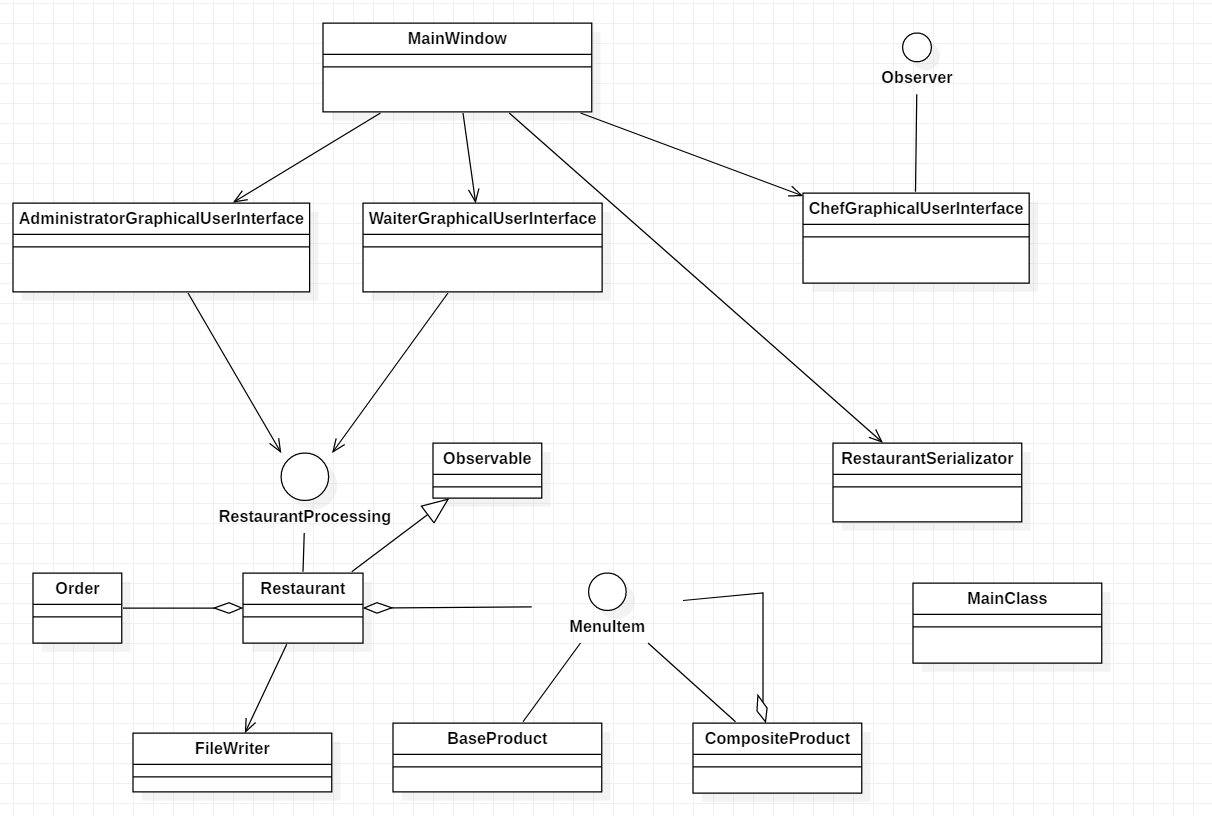 MainWindow
Observer
AdministratorGraphicalUserInterface
WaiterGraphicalUserInterface
ChefGraphicalUserInterface
Observable
RestaurantSerializator
RestaurantProcessing
Order
Restaurant
MenuItem
MainClass
FileWriter
BaseProduct
CompositeProduct